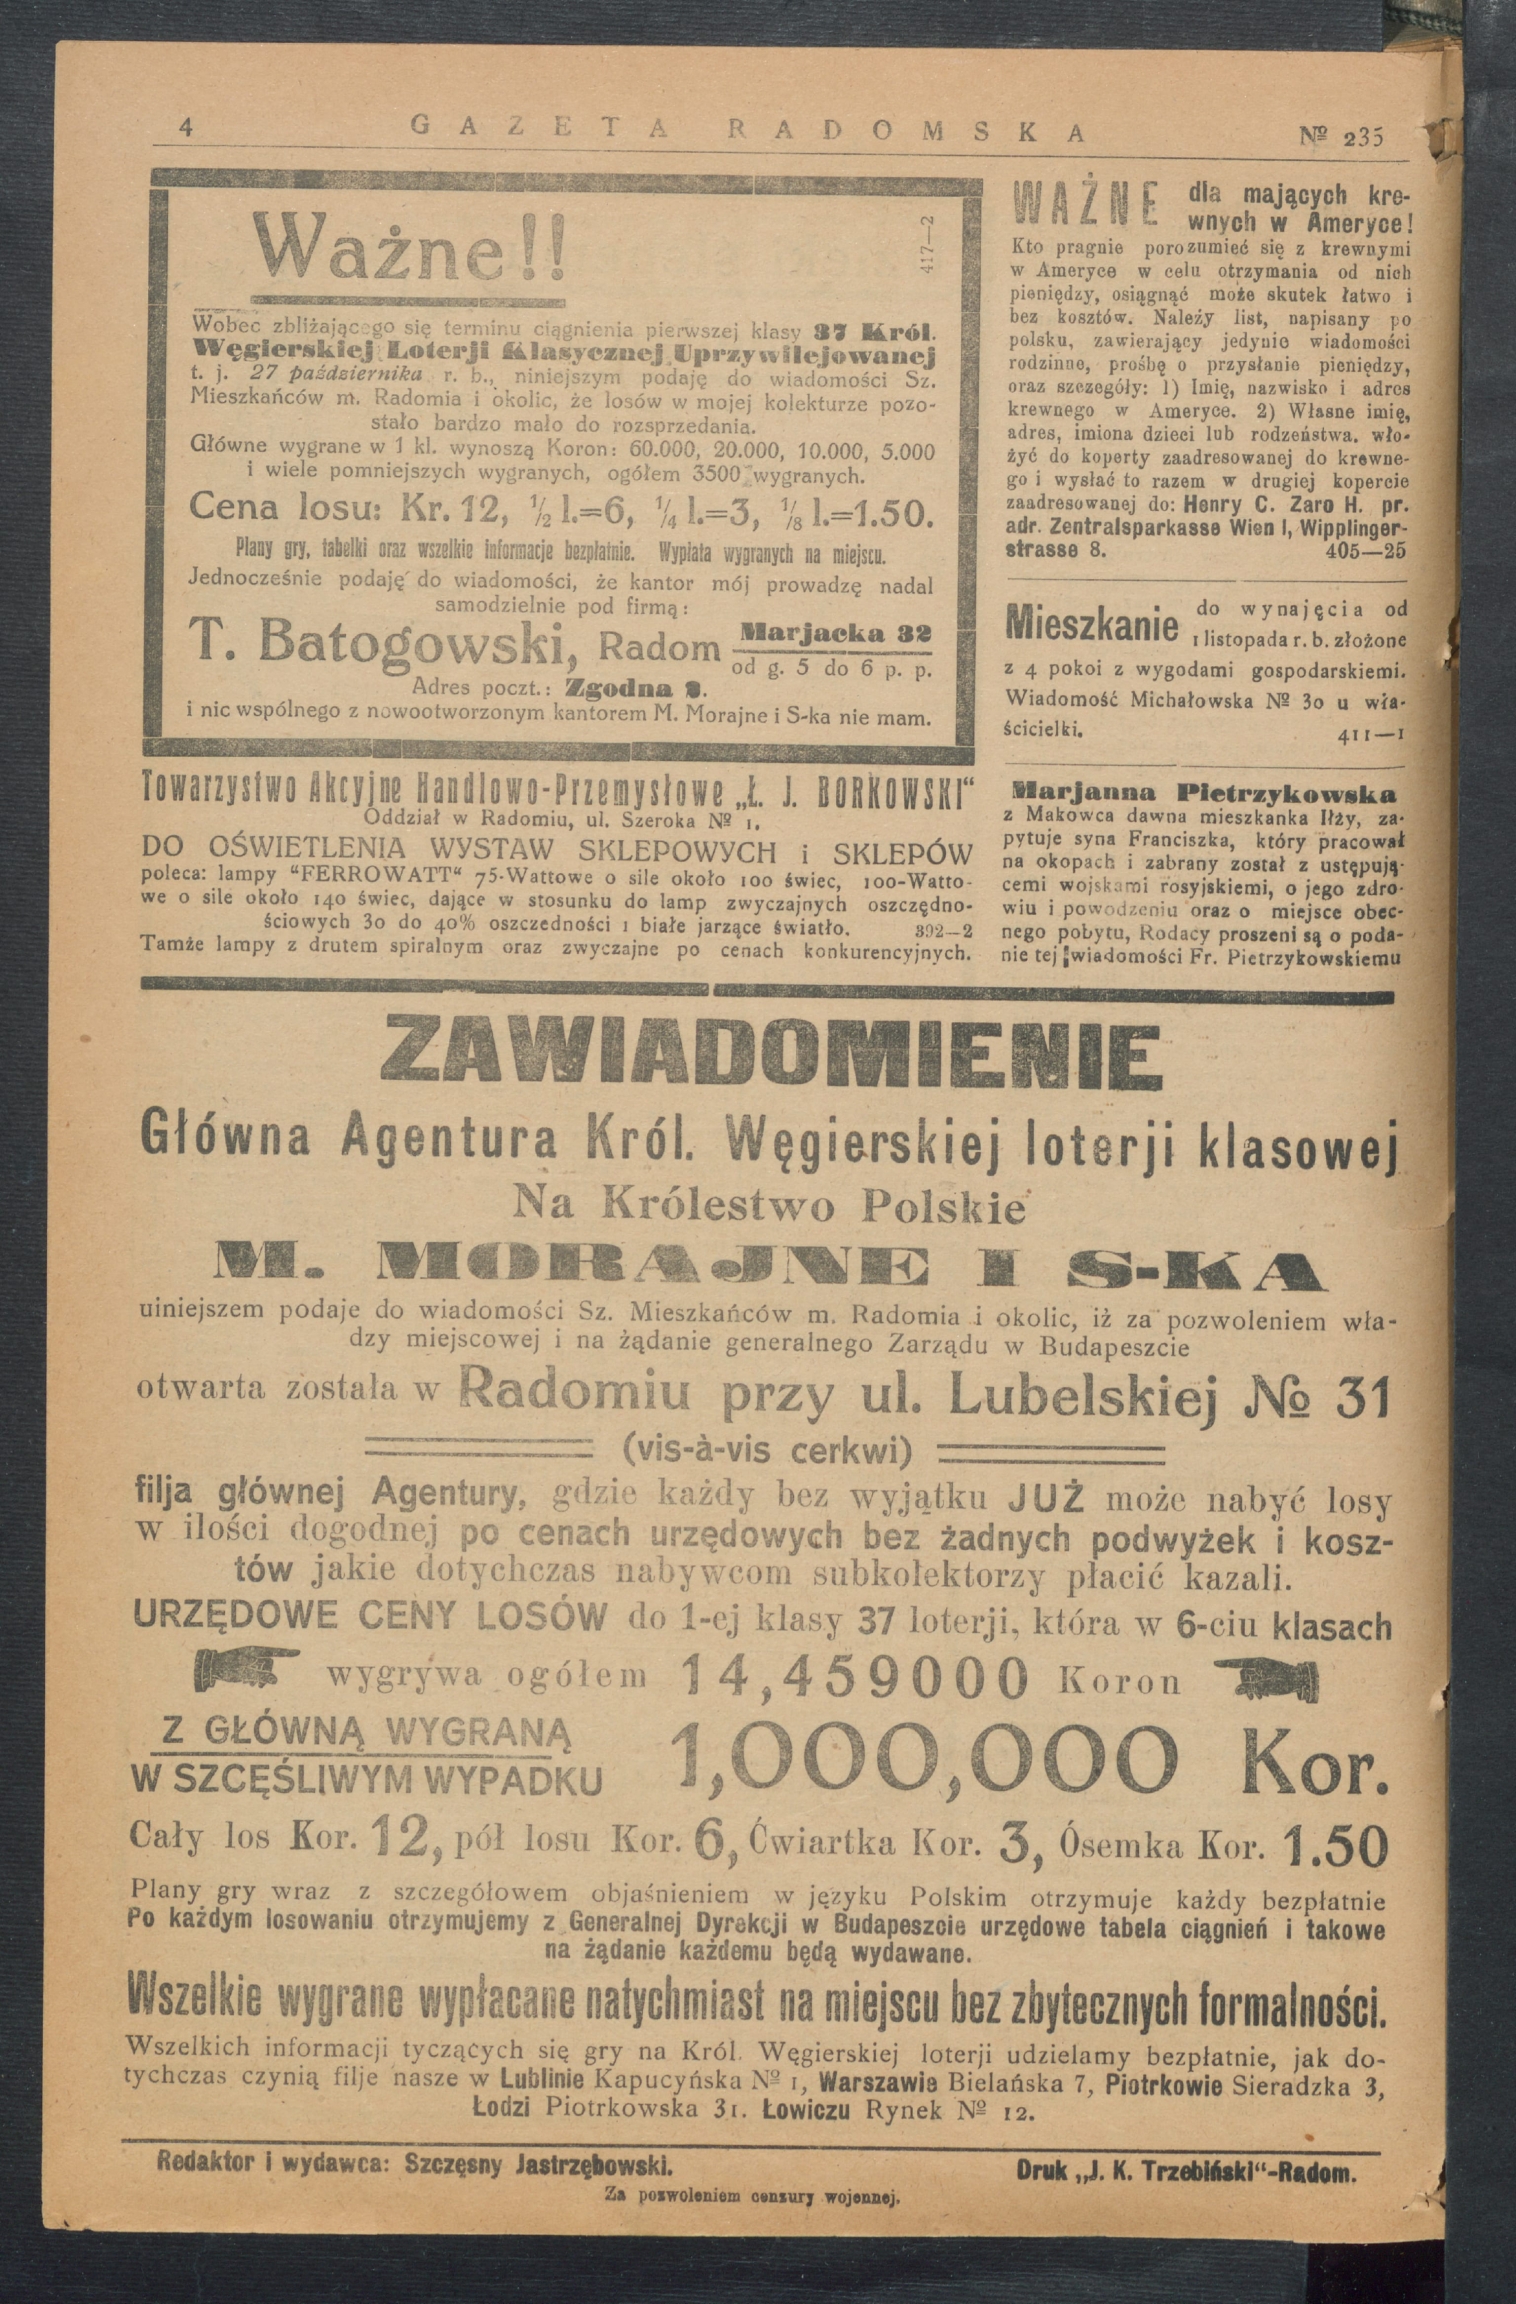 4
GAZETA RADOMSKA
№ 235
Ważne!!
417—2
Wobec zbliżającego się terminu ciągnienia pierwszej klasy 37 Król.
Węgierskiej Loterji Klasycznej Uprzywilejowanej
t. j. 27 października r. b., niniejszym podaję do wiadomości Sz.
Mieszkańców m. Radomia i okolic, że losów w mojej kolekturze pozo-
stało bardzo mało do rozsprzedania.
Główne wygrane w 1 kl. wynoszą Koron: 60.000, 20.000, 10.000, 5.000
i wiele pomniejszych wygranych, ogółem 3500 wygranych.
Cena losu: Kr. 12, ½ l.=6, ¼ l.=3, ⅛ l.=1.50.
Plany gry, tabelki oraz wszelkie informacje bezpłatnie. Wypłata wygranych na miejscu.
Jednocześnie podaję do wiadomości, że kantor mój prowadzę nadal
samodzielnie pod firmą:
T. Batogowski, Radom Marjacka 32
od g. 5 do 6 p. p.
Adres poczt.: Zgodna 9.
i nic wspólnego z nowootworzonym kantorem M. Morajne i S-ka nie mam.
Towarzystwo Akcyjne Handlowo-Przemysłowe „Ł. J. BORKOWSKI“
Oddział w Radomiu, ul. Szeroka № 1.
DO OŚWIETLENIA WYSTAW SKLEPOWYCH i SKLEPÓW
poleca: lampy “FERROWATT“ 75-Wattowe o sile około 100 świec, 100-Watto-
we o sile około 140 świec, dające w stosunku do lamp zwyczajnych oszczędno-
ściowych 30 do 40% oszczedności 1 białe jarzące światło. 392—2
Tamże lampy z drutem spiralnym oraz zwyczajne po cenach konkurencyjnych.
WAŻNE dla mających kre-
wnych w Ameryce!
Kto pragnie porozumieć się z krewnymi
w Ameryce w celu otrzymania od nich
pieniędzy, osiągnąć może skutek łatwo i
bez kosztów. Należy list, napisany po
polsku, zawierający jedynie wiadomości
rodzinne, prośbę o przysłanie pieniędzy,
oraz szczegóły: 1) Imię, nazwisko i adres
krewnego w Ameryce. 2) Własne imię,
adres, imiona dzieci lub rodzeństwa. wło-
żyć do koperty zaadresowanej do krewne-
go i wysłać to razem w drugiej kopercie
zaadresowanej do: Henry C. Zaro H. pr.
adr. Zentralsparkasse Wien I, Wipplinger-
strasse 8. 405—25
Mieszkanie do wynajęcia od
1 listopada r. b. złożone
z 4 pokoi z wygodami gospodarskiemi.
Wiadomość Michałowska № 30 u wła-
ścicielki. 411—1
Marjanna Pietrzykowska
z Makowca dawna mieszkanka Iłży, za-
pytuje syna Franciszka, który pracował
na okopach i zabrany został z ustępują-
cemi wojskami rosyjskiemi, o jego zdro-
wiu i powodzeniu oraz o miejsce obec-
nego pobytu, Rodacy proszeni są o poda-
nie tej wiadomości Fr. Pietrzykowskiemu
ZAWIADOMIENIE
Główna Agentura Król. Węgierskiej loterji klasowej
Na Królestwo Polskie
M. MORAJNE I S-KA
uiniejszem podaje do wiadomości Sz. Mieszkańców m. Radomia i okolic, iż za pozwoleniem wła-
dzy miejscowej i na żądanie generalnego Zarządu w Budapeszcie
otwarta została w Radomiu przy ul. Lubelskiej № 31
(vis-à-vis cerkwi)
filja głównej Agentury, gdzie każdy bez wyjątku JUŻ może nabyć losy
w ilości dogodnej po cenach urzędowych bez żadnych podwyżek i kosz-
tów jakie dotychczas nabywcom subkolektorzy płacić kazali.
URZĘDOWE CENY LOSÓW do 1-ej klasy 37 loterji, która w 6-ciu klasach
wygrywa ogółem 14,459000 Koron
Z GŁÓWNĄ WYGRANĄ
W SZCĘŚLIWYM WYPADKU
1,000,000 Kor.
Cały los Kor. 12, pół losu Kor. 6, Ćwiartka Kor. 3, Ósemka Kor. 1.50
Plany gry wraz z szczegółowem objaśnieniem w języku Polskim otrzymuje każdy bezpłatnie
Po każdym losowaniu otrzymujemy z Generalnej Dyrekcji w Budapeszcie urzędowe tabela ciągnień i takowe
na żądanie każdemu będą wydawane.
Wszelkie wygrane wypłacane natychmiast na miejscu bez zbytecznych formalności.
Wszelkich informacji tyczących się gry na Król. Węgierskiej loterji udzielamy bezpłatnie, jak do-
tychczas czynią filje nasze w Lublinie Kapucyńska № 1, Warszawie Bielańska 7, Piotrkowie Sieradzka 3,
Łodzi Piotrkowska 31. Łowiczu Rynek № 12.
Redaktor i wydawca: Szczęsny Jastrzębowski.
Druk „J. K. Trzebiński“-Radom.
Za pozwoleniem cenzury wojennej.